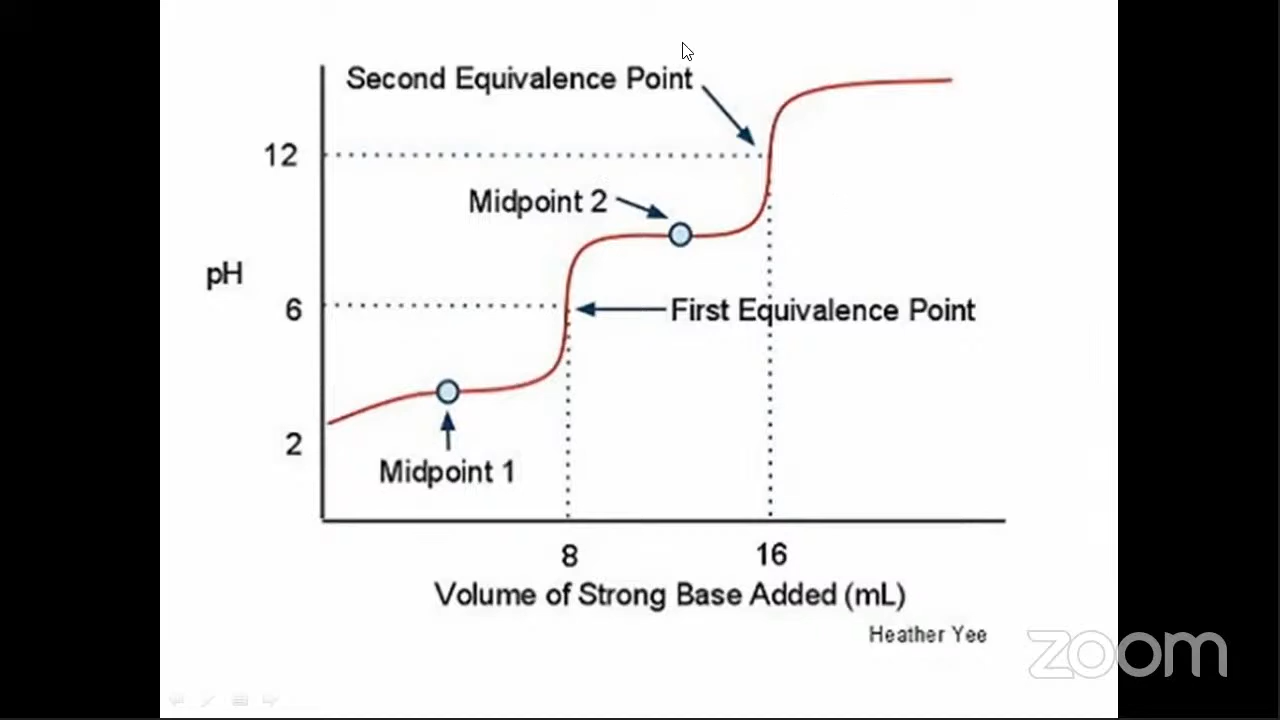 Second Equivalence Point
12
Midpoint 2
pH
6
First Equivalence Point
2
Midpoint 1
8
16
Volume of Strong Base Added (mL)
Heather Yee
zoom